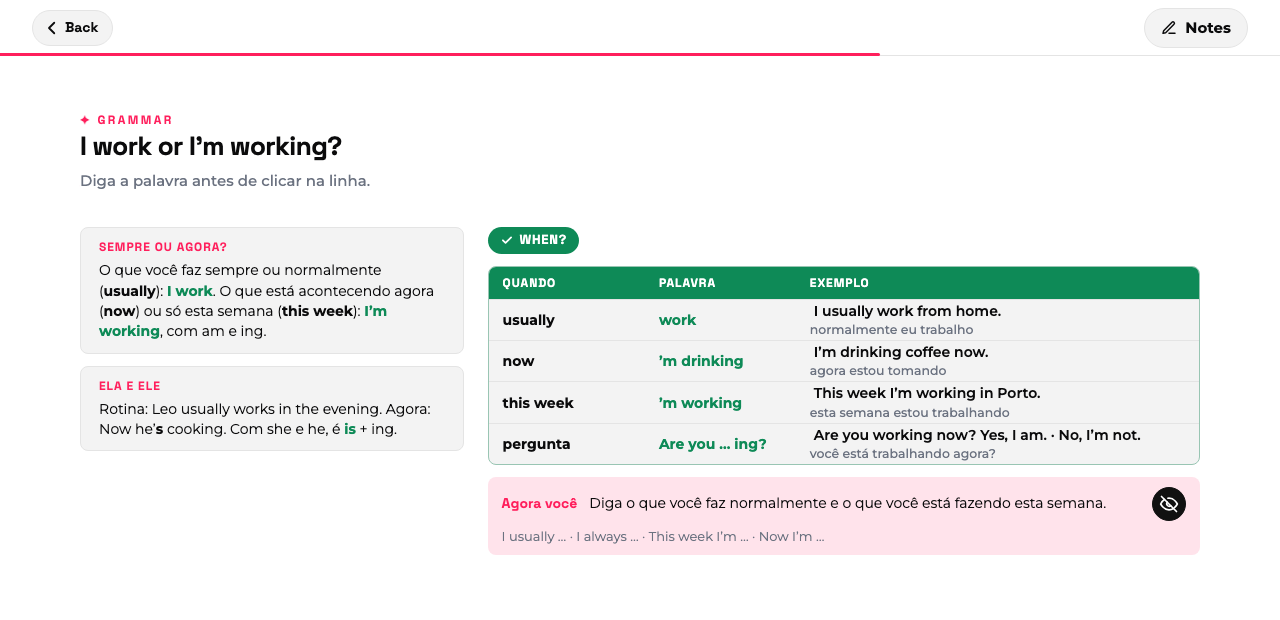 Back
Notes
GRAMMAR
I work or I’m working?
Diga a palavra antes de clicar na linha.
SEMPRE OU AGORA?
O que você faz sempre ou normalmente
(usually): I work. O que está acontecendo agora
(now) ou só esta semana (this week): I’m
working, com am e ing.
ELA E ELE
Rotina: Leo usually works in the evening. Agora:
Now he’s cooking. Com she e he, é is + ing.
WHEN?
QUANDO PALAVRA EXEMPLO
usually work I usually work from home.
normalmente eu trabalho
now ’m drinking I’m drinking coffee now.
agora estou tomando
this week ’m working This week I’m working in Porto.
esta semana estou trabalhando
pergunta Are you … ing? Are you working now? Yes, I am. · No, I’m not.
você está trabalhando agora?
Agora você Diga o que você faz normalmente e o que você está fazendo esta semana.
I usually … · I always … · This week I’m … · Now I’m …